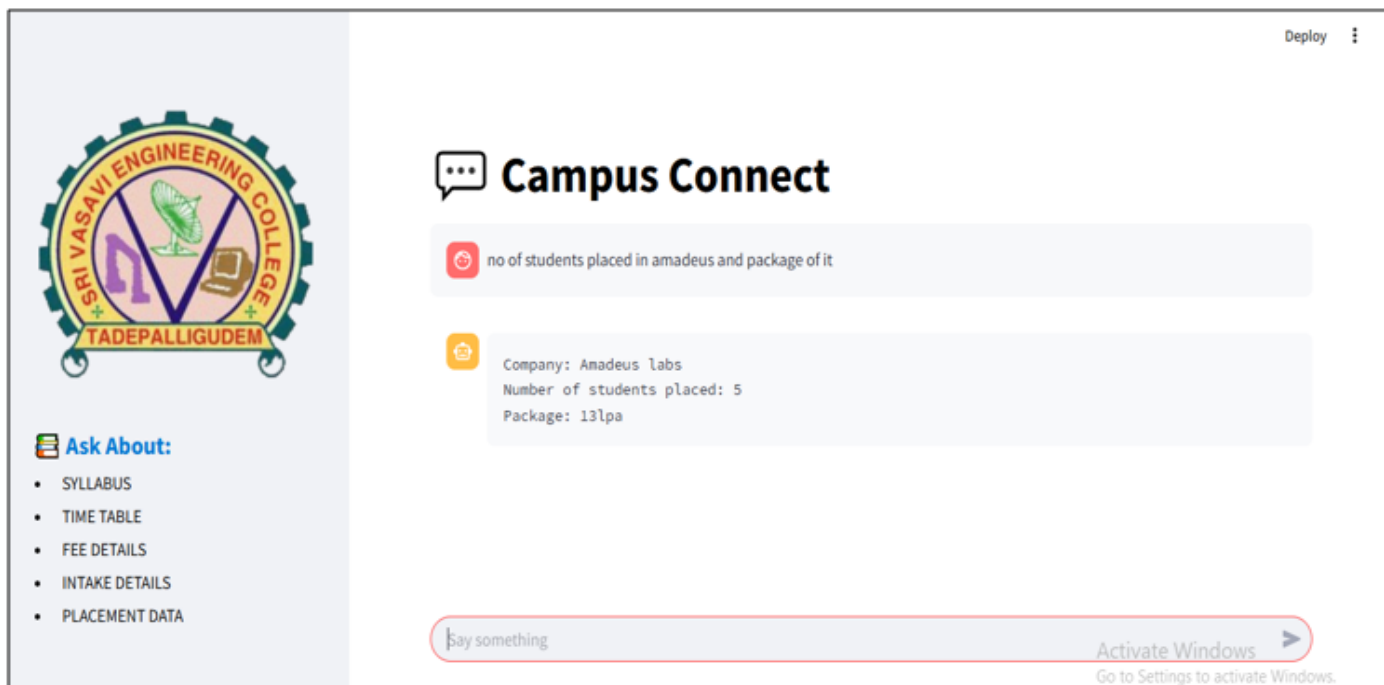 Deploy
SRI VASAVI ENGINEERING COLLEGE
TADEPALLIGUDEM
Campus Connect
no of students placed in amadeus and package of it
Company: Amadeus labs
Number of students placed: 5
Package: 13lpa
Ask About:
• SYLLABUS
• TIME TABLE
• FEE DETAILS
• INTAKE DETAILS
• PLACEMENT DATA
Say something
Activate Windows
Go to Settings to activate Windows.